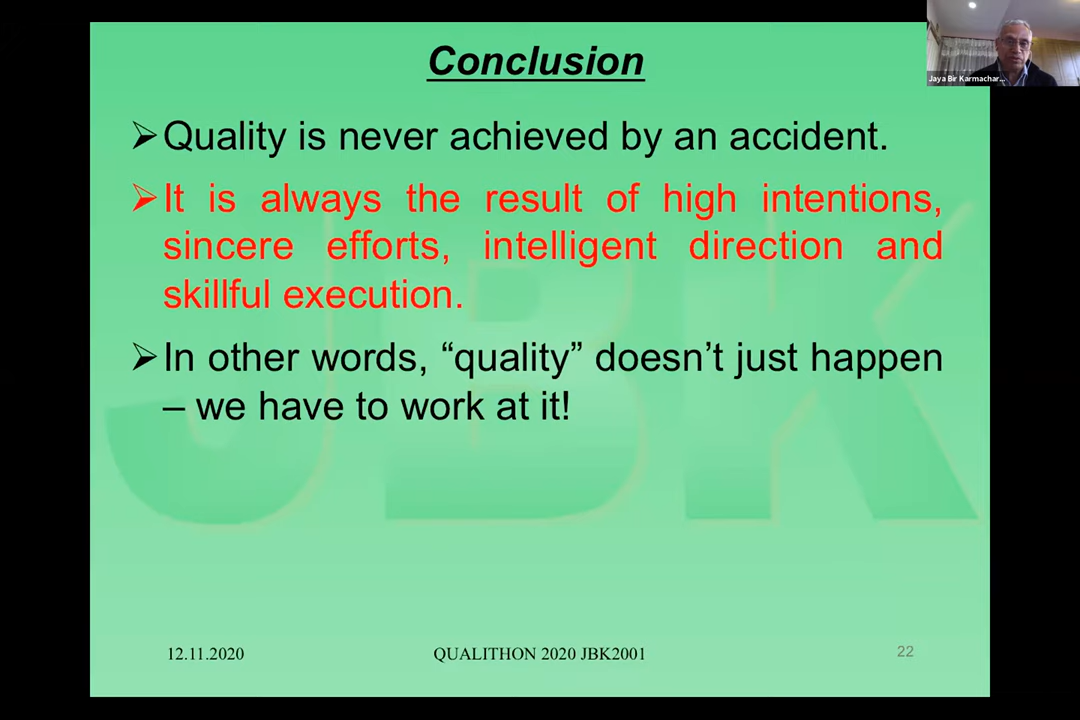 Conclusion
Jaya Bir Karmachar...
➢Quality is never achieved by an accident.
➢It is always the result of high intentions,
sincere efforts, intelligent direction and
skillful execution.
➢In other words, “quality” doesn’t just happen
– we have to work at it!
JBK
12.11.2020 QUALITHON 2020 JBK2001 22